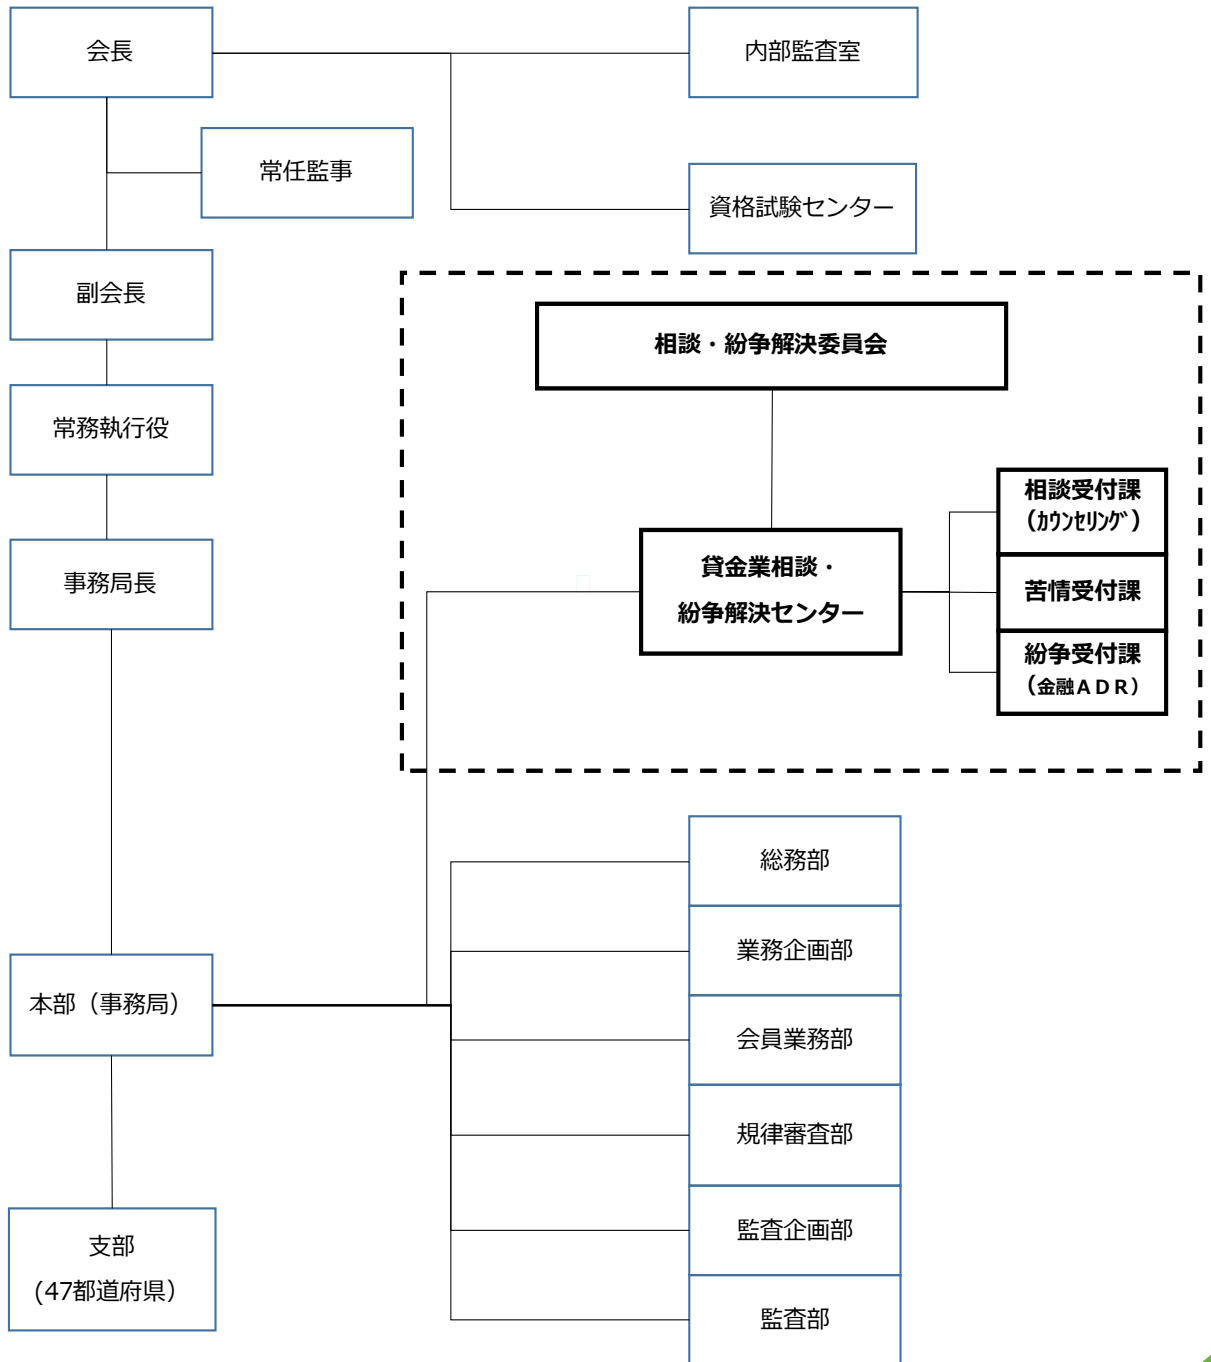 会長
内部監査室
常任監事
資格試験センター
副会長
相談・紛争解決委員会
常務執行役
相談受付課
（ｶｳﾝｾﾘﾝｸﾞ）
事務局長
貸金業相談・
紛争解決センター
苦情受付課
紛争受付課
（金融ＡＤＲ）
総務部
業務企画部
本部（事務局）
会員業務部
規律審査部
監査企画部
支部
(47都道府県）
監査部